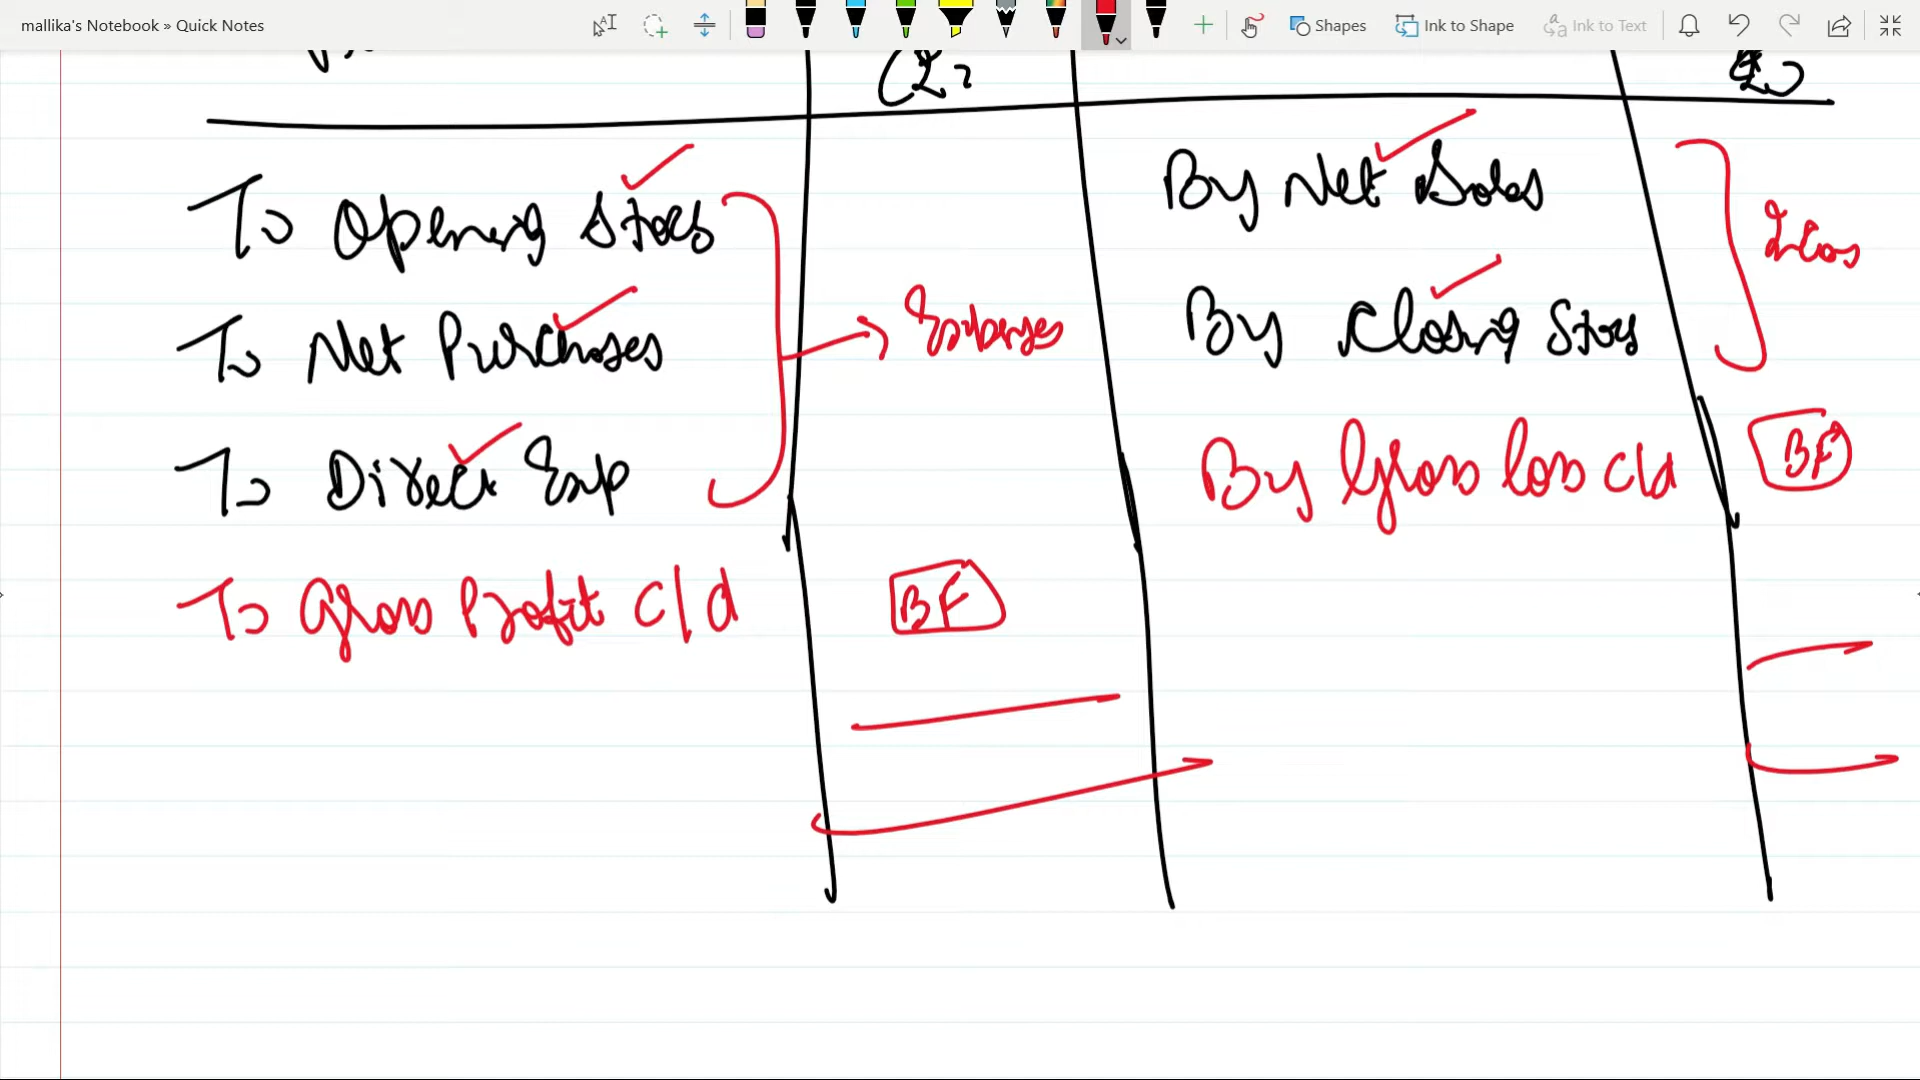 mallika's Notebook » Quick Notes
Shapes
Ink to Shape
Ink to Text
(₹)
₹)
To Opening Stock
By Net Sales
To Net Purchases
Expenses
By Closing Stock
To Direct Exp
By Gross loss c/d
BF
To Gross Profit c/d
BF